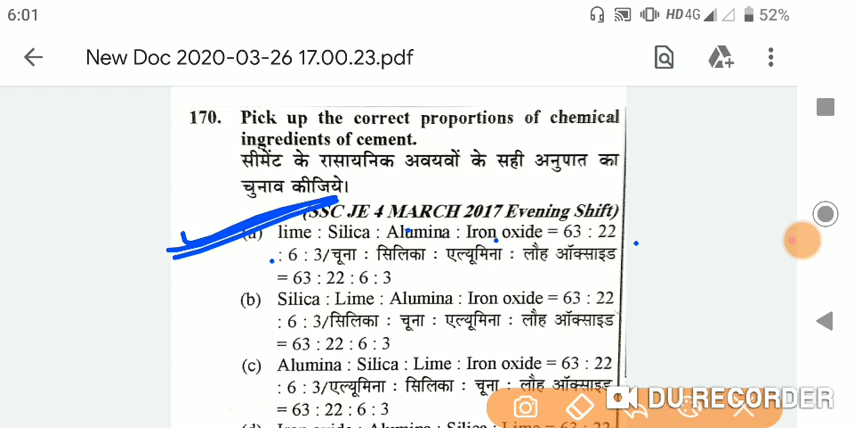 6:01
HD 4G 52%
New Doc 2020-03-26 17.00.23.pdf
170. Pick up the correct proportions of chemical
ingredients of cement.
सीमेंट के रासायनिक अवयवों के सही अनुपात का
चुनाव कीजिये।
(SSC JE 4 MARCH 2017 Evening Shift)
(a) lime : Silica : Alumina : Iron oxide = 63 : 22
: 6 : 3/चूना : सिलिका : एल्यूमिना : लौह ऑक्साइड
= 63 : 22 : 6 : 3
(b) Silica : Lime : Alumina : Iron oxide = 63 : 22
: 6 : 3/सिलिका : चूना : एल्यूमिना : लौह ऑक्साइड
= 63 : 22 : 6 : 3
(c) Alumina : Silica : Lime : Iron oxide = 63 : 22
: 6 : 3/एल्यूमिना : सिलिका : चूना : लौह ऑक्साइड
= 63 : 22 : 6 : 3
DU RECORDER